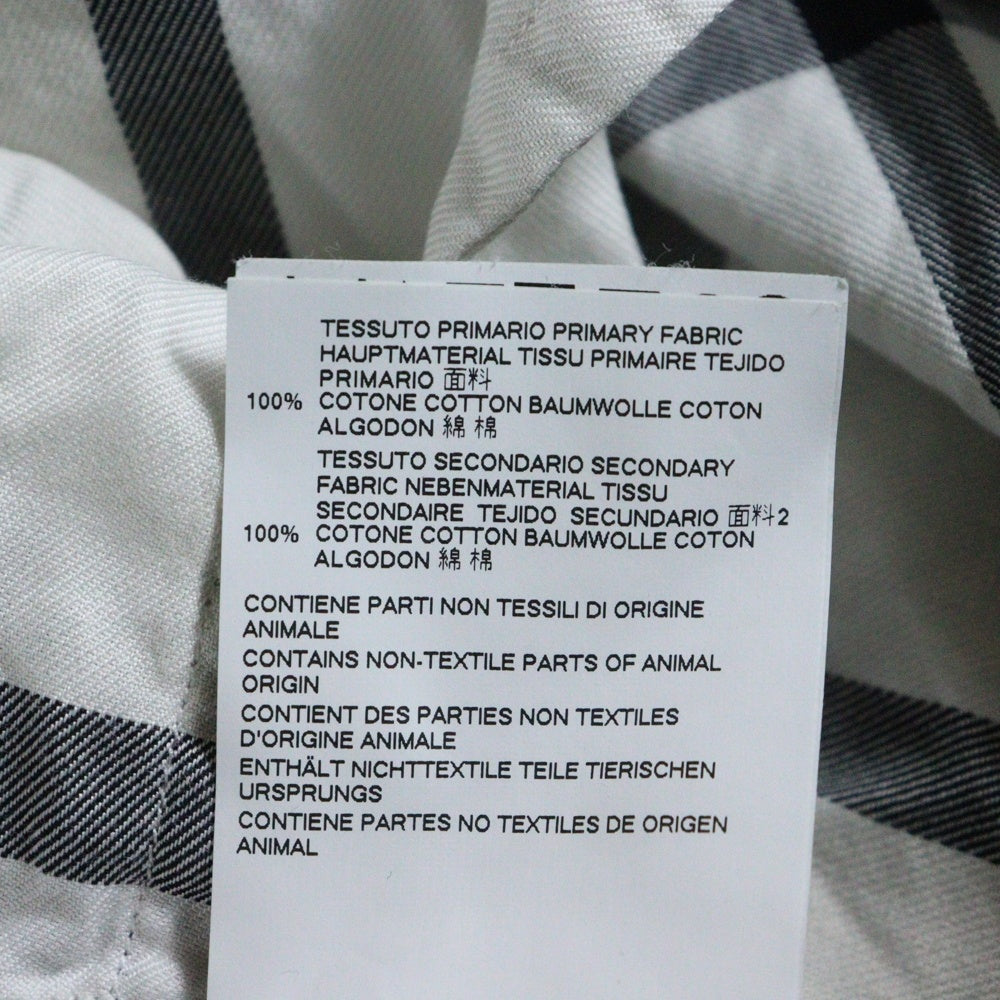 TESSUTO PRIMARIO PRIMARY FABRIC
HAUPTMATERIAL TISSU PRIMAIRE TEJIDO
PRIMARIO 面料
100% COTONE COTTON BAUMWOLLE COTON
ALGODON 綿 棉
TESSUTO SECONDARIO SECONDARY
FABRIC NEBENMATERIAL TISSU
SECONDAIRE TEJIDO SECUNDARIO 面料2
100% COTONE COTTON BAUMWOLLE COTON
ALGODON 綿 棉
CONTIENE PARTI NON TESSILI DI ORIGINE
ANIMALE
CONTAINS NON-TEXTILE PARTS OF ANIMAL
ORIGIN
CONTIENT DES PARTIES NON TEXTILES
D'ORIGINE ANIMALE
ENTHÄLT NICHTTEXTILE TEILE TIERISCHEN
URSPRUNGS
CONTIENE PARTES NO TEXTILES DE ORIGEN
ANIMAL